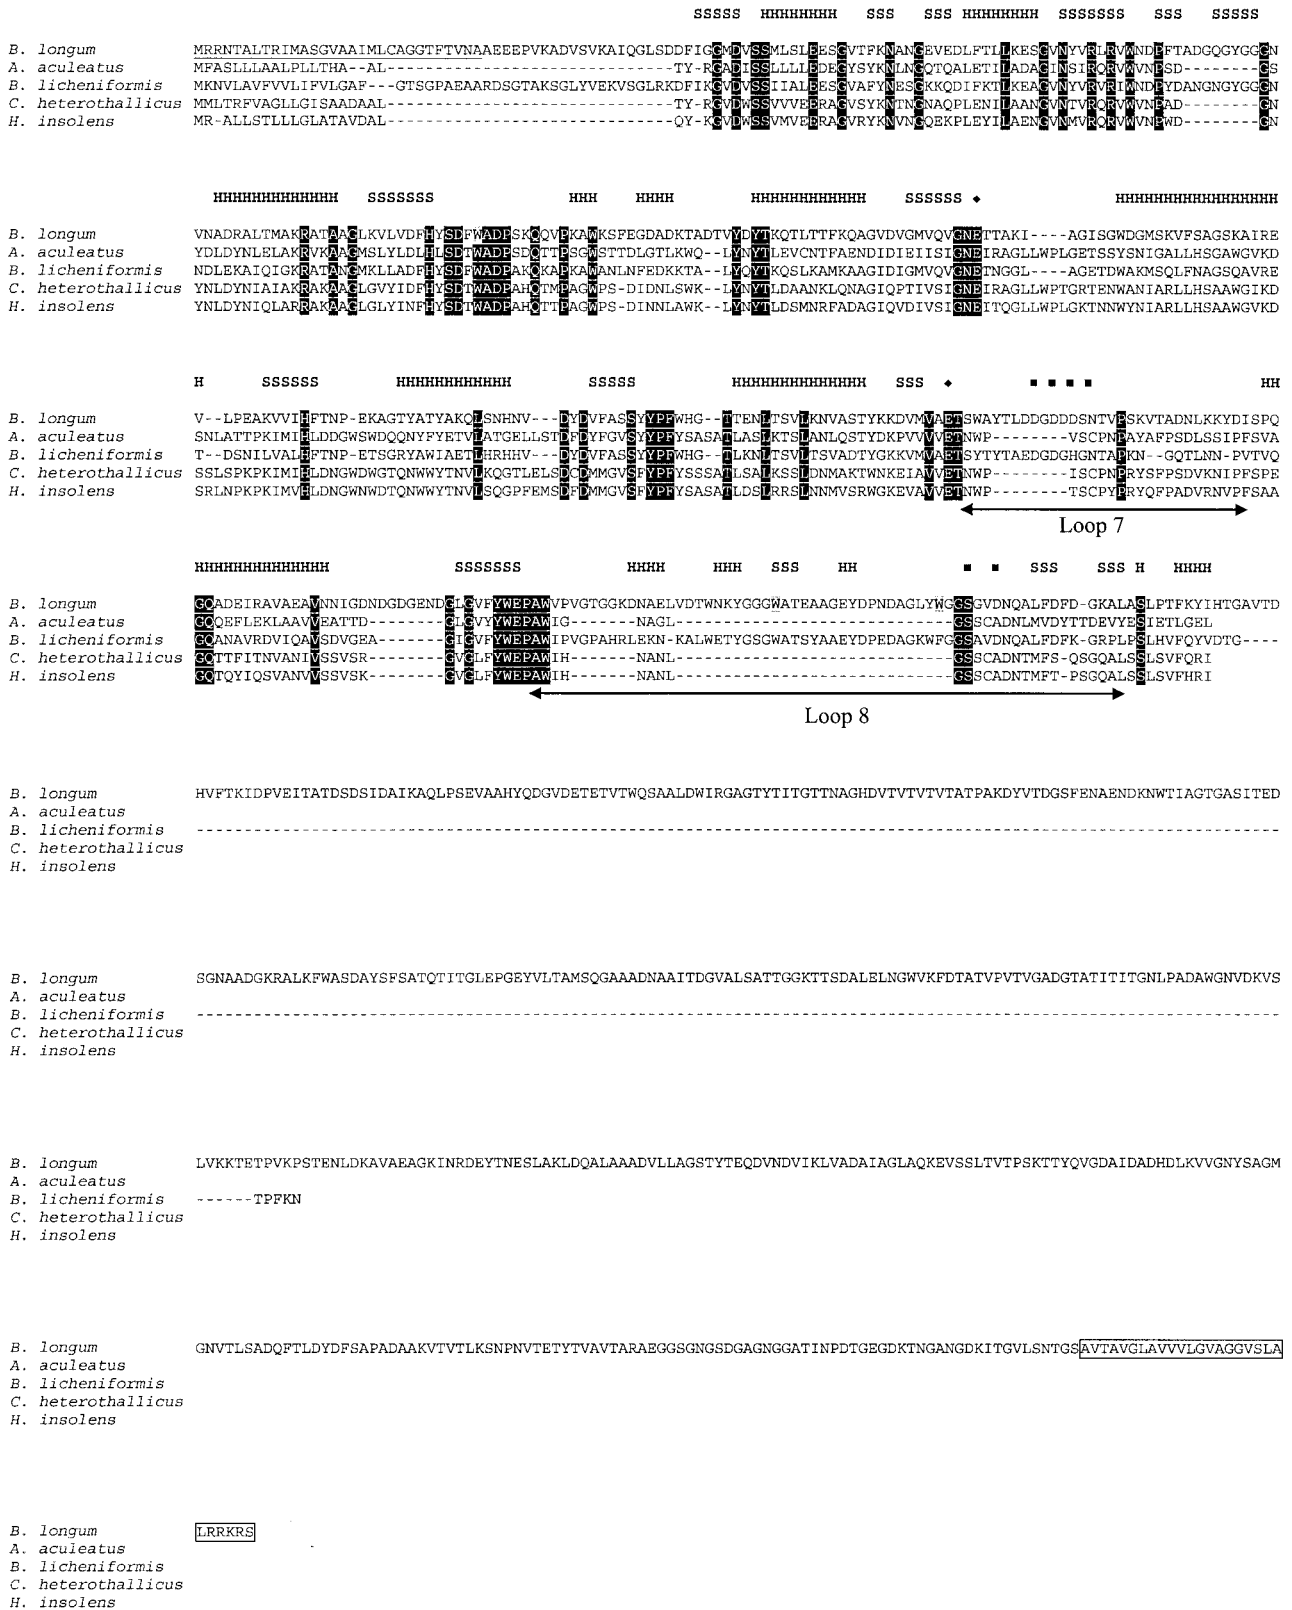 SSSSS HHHHHHHH SSS SSS HHHHHHHH SSSSSSS SSS SSSSS
B. longum MRRNTALTRIMASGVAAIMLCAGGTFTVNAAEEEPVKADVSVKAIQGLSDDFIGGMDVSSMLSLEESGVTFKNANGEVEDLFTLLKESGVNYVRLRVWNDPFTADGQGYGGGN
A. aculeatus MFASLLLAALPLLTHA--AL------------------------------TY-RGADISSLLLLEDEGYSYKNLNGQTQALETILADAGINSIRQRVWVNPSD--------GS
B. licheniformis MKNVLAVFVVLIFVLGAF---GTSGPAEAARDSGTAKSGLYVEKVSGLRKDFIKGVDVSSIIALEESGVAFYNESGKKQDIFKTLKEAGVNYVRVRIWNDPYDANGNGYGGGN
C. heterothallicus MMLTRFVAGLLGISAADAAL------------------------------TY-RGVDWSSVVVEERAGVSYKNTNGNAQPLENILAANGVNTVRQRVWVNPAD--------GN
H. insolens MR-ALLSTLLLGLATAVDAL------------------------------QY-KGVDWSSVMVEERAGVRYKNVNGQEKPLEYILAENGVNMVRQRVWVNPWD--------GN
HHHHHHHHHHHHH SSSSSSS HHH HHHH HHHHHHHHHHHH SSSSSS ◆ HHHHHHHHHHHHHHHHH
B. longum VNADRALTMAKRATAAGLKVLVDFHYSDFWADPSKQQVPKAWKSFEGDADKTADTVYDYTKQTLTTFKQAGVDVGMVQVGNETTAKI---AGISGWDGMSKVFSAGSKAIRE
A. aculeatus YDLDYNLELAKRVKAAGMSLYLDLHLSDTWADPSDQTTPSGWSTTDLGTLKWQ--LYNYTLEVCNTFAENDIDIEIISIGNEIRAGLLWPLGETSSYSNIGALLHSGAWGVKD
B. licheniformis NDLEKAIQIGKRATANGMKLLADFHYSDFWADPAKQKAPKAWANLNFEDKKTA--LYQYTKQSLKAMKAAGIDIGMVQVGNETNGGL---AGETDWAKMSQLFNAGSQAVRE
C. heterothallicus YNLDYNIAIAKRAKAAGLGVYIDFHYSDTWADPAHQTMPAGWPS-DIDNLSWK--LYNYTLDAANKLQNAGIQPTIVSIGNEIRAGLLWPTGRTENWANIARLLHSAAWGIKD
H. insolens YNLDYNIQLARRAKAAGLGLYINFHYSDTWADPAHQTTPAGWPS-DINNLAWK--LYNYTLDSMNRFADAGIQVDIVSIGNEITQGLLWPLGKTNNWYNIARLLHSAAWGVKD
H SSSSSS HHHHHHHHHHHH SSSSS HHHHHHHHHHHHHH SSS ◆ ■ ■ ■ ■ HH
B. longum V--LPEAKVVIHFTNP-EKAGTYATYAKQLSNHNV---DYDVFASSYYPFWHG--TTENLTSVLKNVASTYKKDVMVAETSWAYTLDDGDDDSNTVPSKVTADNLKKYDISPQ
A. aculeatus SNLATTPKIMIHLDDGWSWDQQNYFYETVLATGELLSTDFDYFGVSYYPFYSASATLASLKTSLANLQSTYDKPVVVVETNWP--------VSCPNPAYAFPSDLSSIPFSVA
B. licheniformis T--DSNILVALHFTNP-ETSGRYAWIAETLHRHHV---DYDVFASSYYPFWHG--TLKNLTSVLTSVADTYGKKVMVAETSYTYTAEDGDGHGNTAPKN--GQTLNN-PVTVQ
C. heterothallicus SSLSPKPKIMIHLDNGWDWGTQNWWYTNVLKQGTLELSDCDMMGVSFYPFYSSSATLSALKSSLDNMAKTWNKEIAVVETNWP--------ISCPNPRYSFPSDVKNIPFSPE
H. insolens SRLNPKPKIMVHLDNGWNWDTQNWWYTNVLSQGPFEMSDFDMMGVSFYPFYSASATLDSLRRSLNNMVSRWGKEVAVVETNWP--------TSCPYPRYQFPADVRNVPFSAA
Loop 7
HHHHHHHHHHHHHH SSSSSSS HHHH HHH SSS HH ■ ■ SSS SSS H HHHH
B. longum GQADEIRAVAEAVNNIGDNDGDGENDGLGVFYWEPAWVPVGTGGKDNAELVDTWNKYGGGWATEAAGEYDPNDAGLYWGGSGVDNQALFDFD-GKALASLPTFKYIHTGAVTD
A. aculeatus GQQEFLEKLAAVVEATTD--------GLGVYYWEPAWIG-------NAGL-----------------------------GSSCADNLMVDYTTDEVYESIETLGEL
B. licheniformis GQANAVRDVIQAVSDVGEA-------GIGVFYWEPAWIPVGPAHRLEKN-KALWETYGSGWATSYAAEYDPEDAGKWFGGSAVDNQALFDFK-GRPLPSLHVFQYVDTG----
C. heterothallicus GQTTFITNVANIVSSVSR--------GVGLFYWEPAWIH-------NANL-----------------------------GSSCADNTMFS-QSGQALSSLSVFQRI
H. insolens GQTQYIQSVANVVSSVSK--------GVGLFYWEPAWIH-------NANL-----------------------------GSSCADNTMFT-PSGQALSSLSVFHRI
Loop 8
B. longum HVFTKIDPVEITATDSDSIDAIKAQLPSEVAAHYQDGVDETETVTWQSAALDWIRGAGTYTITGTTNAGHDVTVTVTVTATPAKDYVTDGSFENAENDKNWTIAGTGASITED
A. aculeatus
B. licheniformis -----------------------------------------------------------------------------------------------------------------
C. heterothallicus
H. insolens
B. longum SGNAADGKRALKFWASDAYSFSATQTITGLEPGEYVLTAMSQGAAADNAAITDGVALSATTGGKTTSDALELNGWVKFDTATVPVTVGADGTATITITGNLPADAWGNVDKVS
A. aculeatus
B. licheniformis -----------------------------------------------------------------------------------------------------------------
C. heterothallicus
H. insolens
B. longum LVKKTETPVKPSTENLDKAVAEAGKINRDEYTNESLAKLDQALAAADVLLAGSTYTEQDVNDVIKLVADAIAGLAQKEVSSLTVTPSKTTYQVGDAIDADHDLKVVGNYSAGM
A. aculeatus
B. licheniformis ------TPFKN
C. heterothallicus
H. insolens
B. longum GNVTLSADQFTLDYDFSAPADAAKVTVTLKSNPNVTETYTVAVTARAEGGSGNGSDGAGNGGATINPDTGEGDKTNGANGDKITGVLSNTGSAVTAVGLAVVVLGVAGGVSLA
A. aculeatus
B. licheniformis
C. heterothallicus
H. insolens
B. longum LRRKRS
A. aculeatus
B. licheniformis
C. heterothallicus
H. insolens